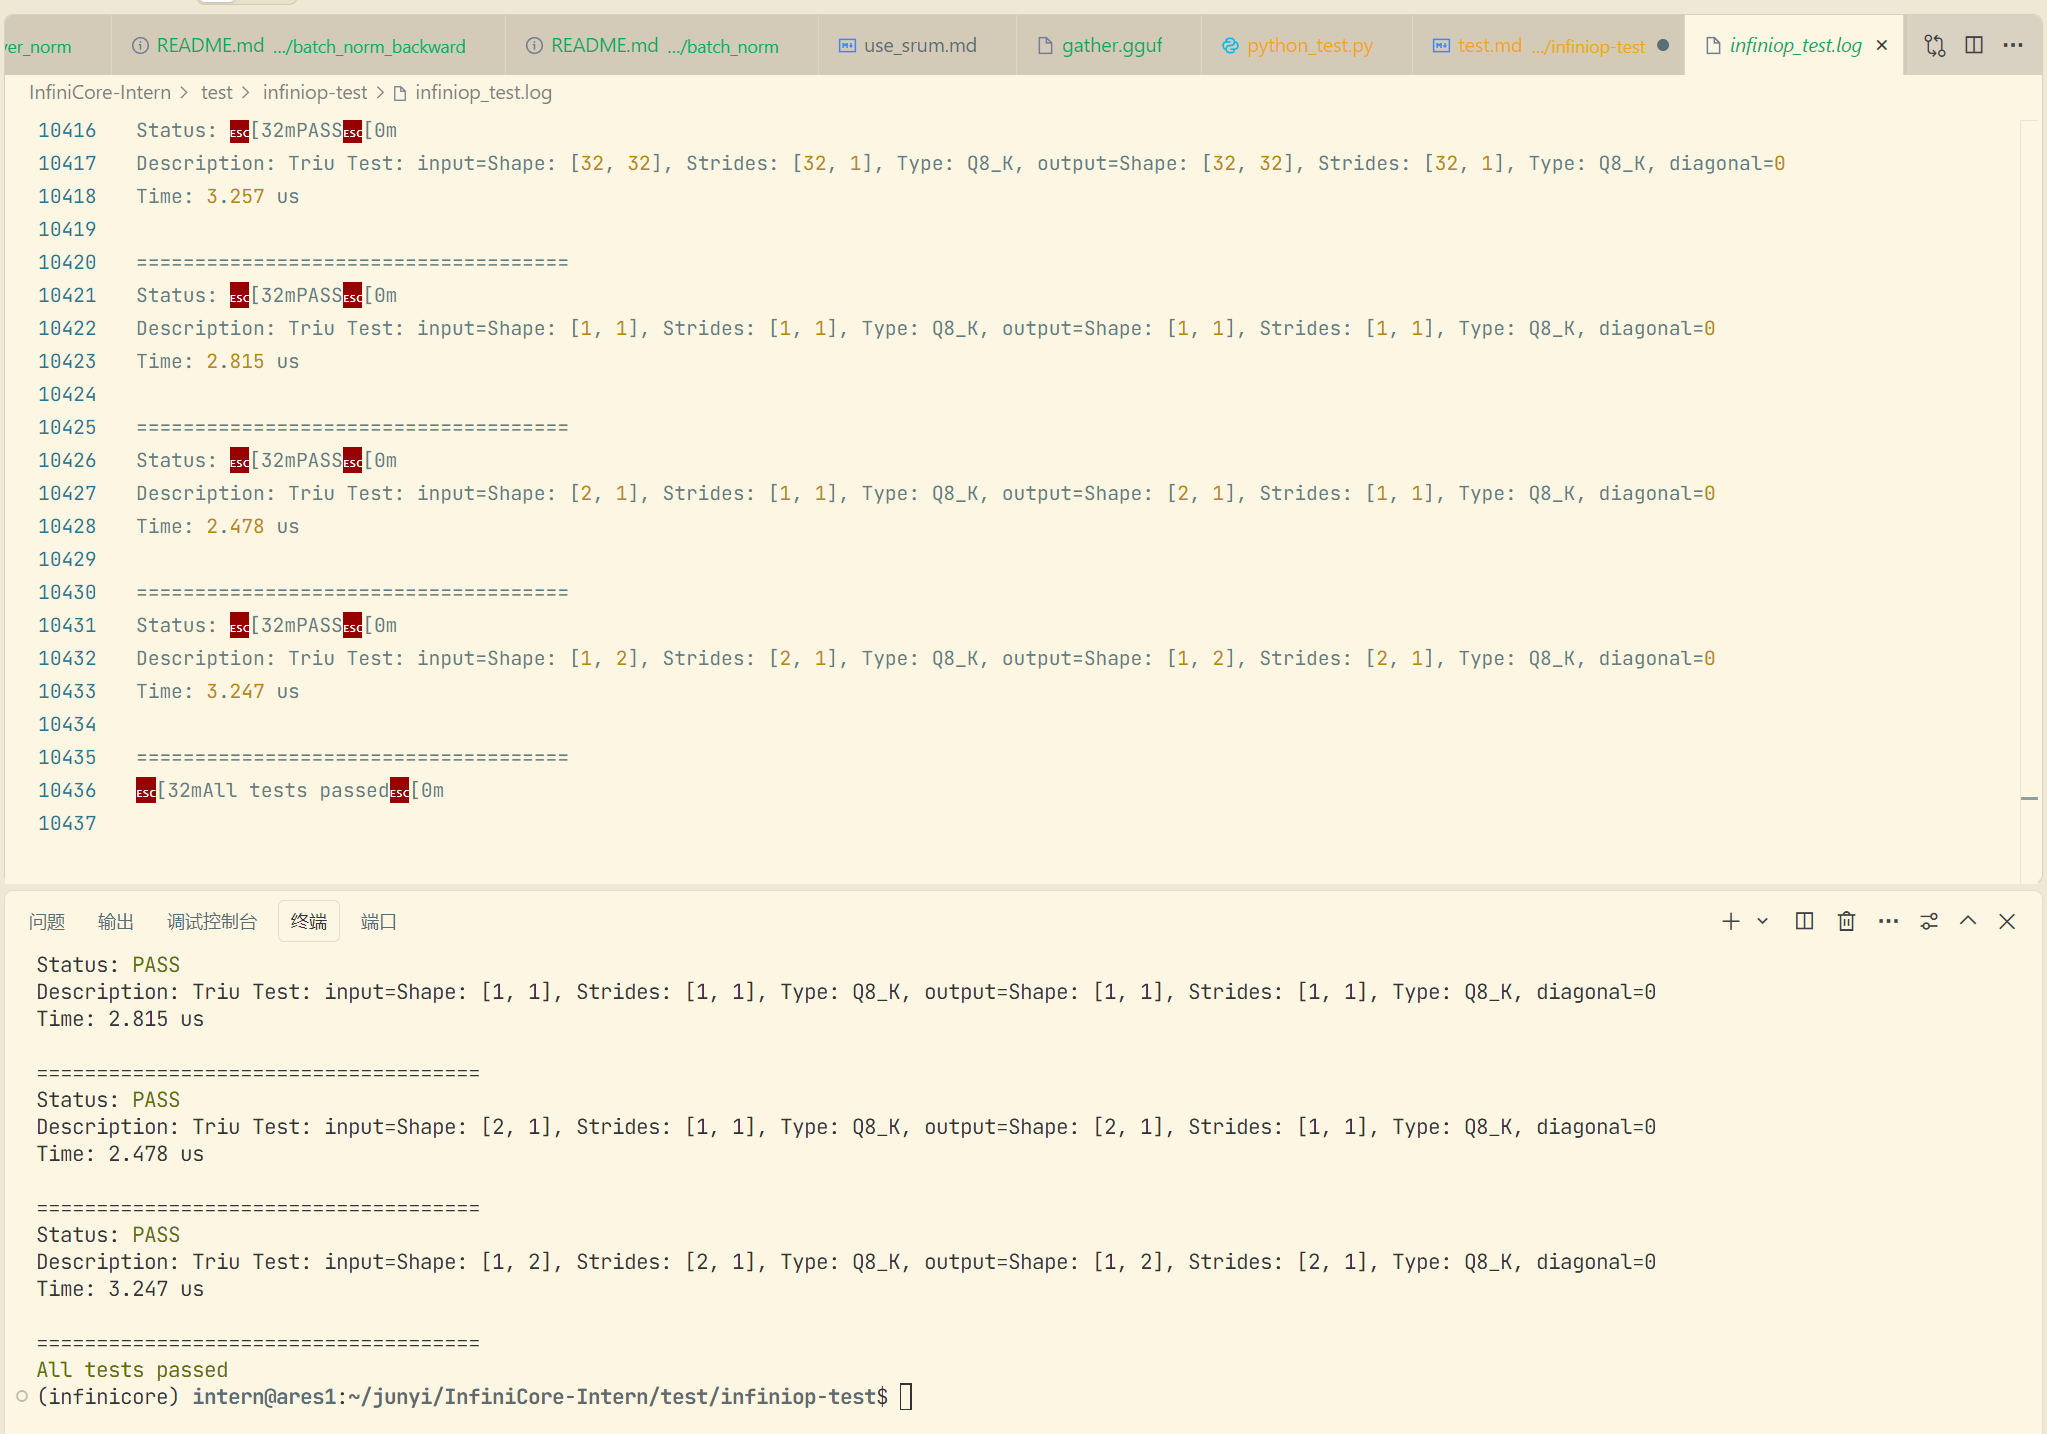 ver_norm README.md .../batch_norm_backward README.md .../batch_norm use_srum.md gather.gguf python_test.py test.md .../infiniop-test infiniop_test.log
InfiniCore-Intern > test > infiniop-test > infiniop_test.log
10416 Status: ESC[32mPASSESC[0m
10417 Description: Triu Test: input=Shape: [32, 32], Strides: [32, 1], Type: Q8_K, output=Shape: [32, 32], Strides: [32, 1], Type: Q8_K, diagonal=0
10418 Time: 3.257 us
10419
10420 =====================================
10421 Status: ESC[32mPASSESC[0m
10422 Description: Triu Test: input=Shape: [1, 1], Strides: [1, 1], Type: Q8_K, output=Shape: [1, 1], Strides: [1, 1], Type: Q8_K, diagonal=0
10423 Time: 2.815 us
10424
10425 =====================================
10426 Status: ESC[32mPASSESC[0m
10427 Description: Triu Test: input=Shape: [2, 1], Strides: [1, 1], Type: Q8_K, output=Shape: [2, 1], Strides: [1, 1], Type: Q8_K, diagonal=0
10428 Time: 2.478 us
10429
10430 =====================================
10431 Status: ESC[32mPASSESC[0m
10432 Description: Triu Test: input=Shape: [1, 2], Strides: [2, 1], Type: Q8_K, output=Shape: [1, 2], Strides: [2, 1], Type: Q8_K, diagonal=0
10433 Time: 3.247 us
10434
10435 =====================================
10436 ESC[32mAll tests passedESC[0m
10437
问题 输出 调试控制台 终端 端口
Status: PASS
Description: Triu Test: input=Shape: [1, 1], Strides: [1, 1], Type: Q8_K, output=Shape: [1, 1], Strides: [1, 1], Type: Q8_K, diagonal=0
Time: 2.815 us
=====================================
Status: PASS
Description: Triu Test: input=Shape: [2, 1], Strides: [1, 1], Type: Q8_K, output=Shape: [2, 1], Strides: [1, 1], Type: Q8_K, diagonal=0
Time: 2.478 us
=====================================
Status: PASS
Description: Triu Test: input=Shape: [1, 2], Strides: [2, 1], Type: Q8_K, output=Shape: [1, 2], Strides: [2, 1], Type: Q8_K, diagonal=0
Time: 3.247 us
=====================================
All tests passed
(infinicore) intern@ares1:~/junyi/InfiniCore-Intern/test/infiniop-test$